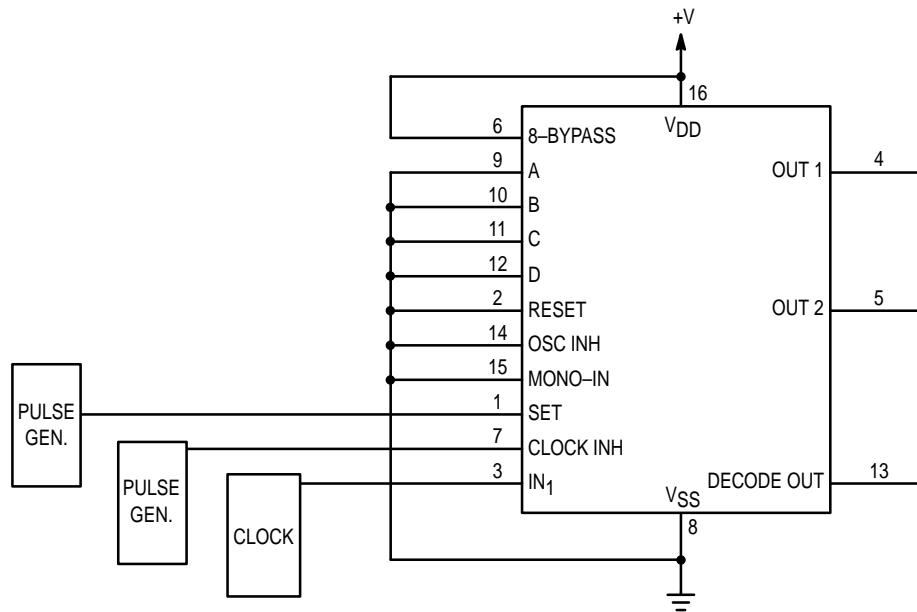 +V
16
VDD
6
8–BYPASS
9
A
OUT 1
4
10
B
11
C
12
D
2
RESET
OUT 2
5
14
OSC INH
15
MONO–IN
PULSE
GEN.
1
SET
7
CLOCK INH
PULSE
GEN.
3
IN1
DECODE OUT
13
VSS
8
CLOCK